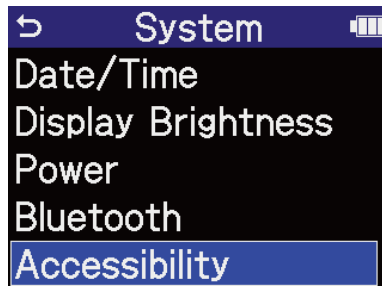 System
Date/Time
Display Brightness
Power
Bluetooth
Accessibility